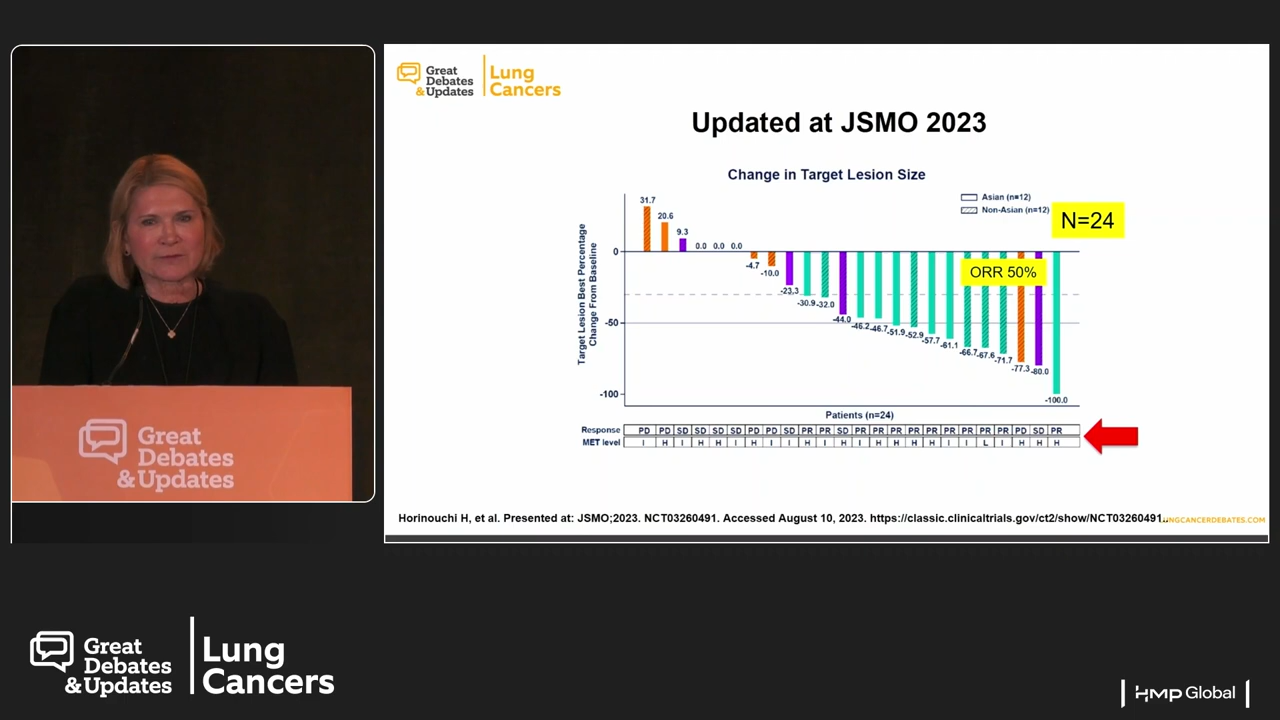 Great
Debates
& Updates
Lung
Cancers
Updated at JSMO 2023
Change in Target Lesion Size
Asian (n=12)
Non-Asian (n=12)
N=24
ORR 50%
Target Lesion Best Percentage
Change From Baseline
0
-50
-100
31.7
20.6
9.3
0.0 0.0 0.0
-4.7
-10.0
-23.3
-30.9
-32.0
-44.0
-46.2
-46.7
-51.9
-52.9
-57.7
-61.1
-66.7
-67.6
-71.7
-77.3
-80.0
-100.0
Patients (n=24)
Response PD PD SD SD SD SD PD PD SD PR PR SD PR PR PR PR PR PR PR PR PR PD SD PR
MET level I H I H H I H I I H I H I H H H H I I L I H H H
Horinouchi H, et al. Presented at: JSMO;2023. NCT03260491. Accessed August 10, 2023. https://classic.clinicaltrials.gov/ct2/show/NCT03260491.
NGCANCERDEBATES.COM
Great
Debates
& Updates
Great
Debates
& Updates
Lung
Cancers
HMP Global